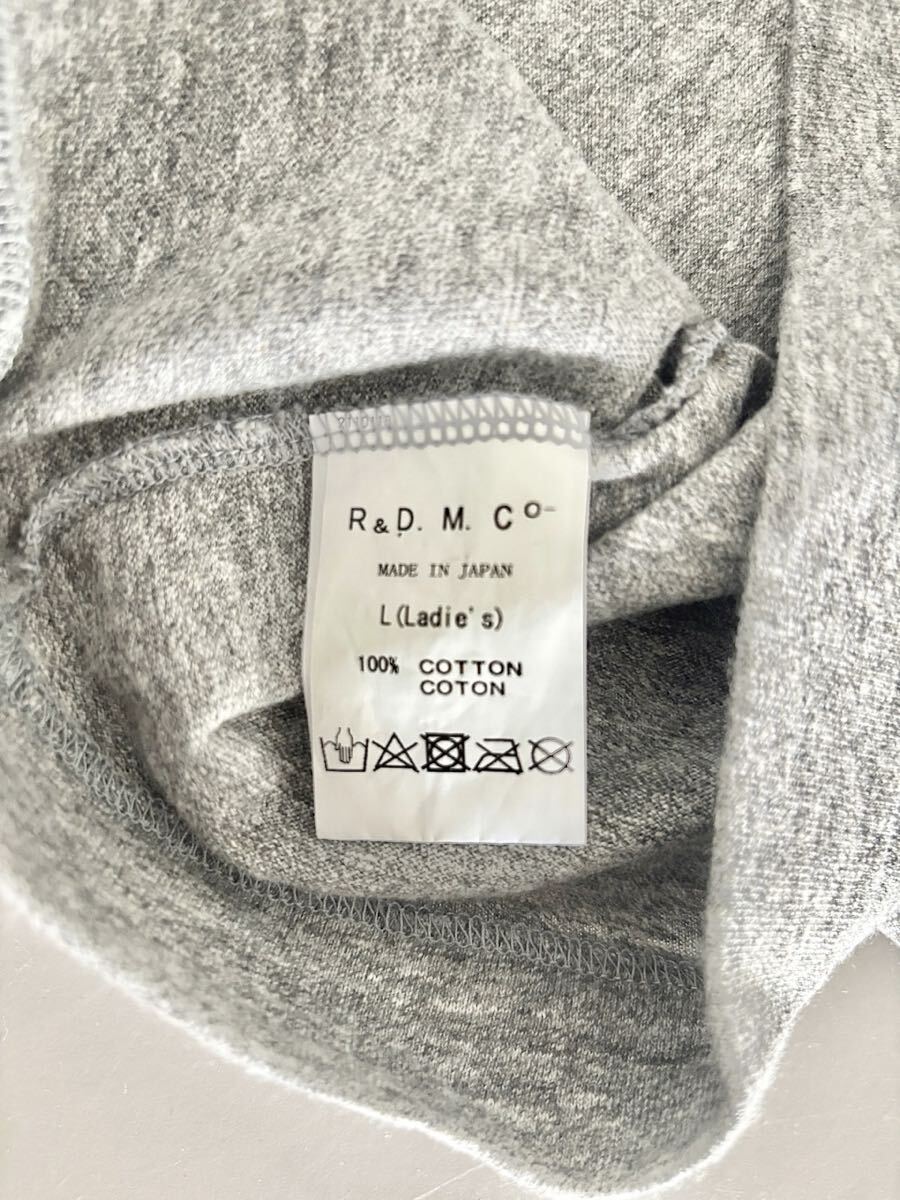 R & D. M. Co-
MADE IN JAPAN
L(Ladie's)
100% COTTON
COTON